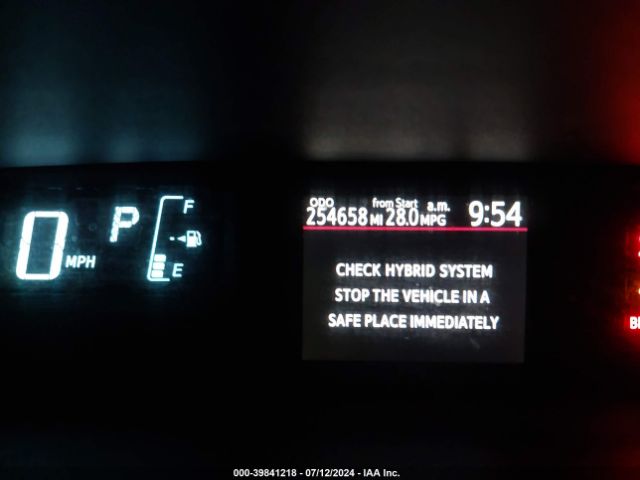 0 MPH
P
F
E
ODO from Start a.m.
254658 MI 28.0 MPG 9:54
CHECK HYBRID SYSTEM
STOP THE VEHICLE IN A
SAFE PLACE IMMEDIATELY
000-39841218 - 07/12/2024 - IAA Inc.